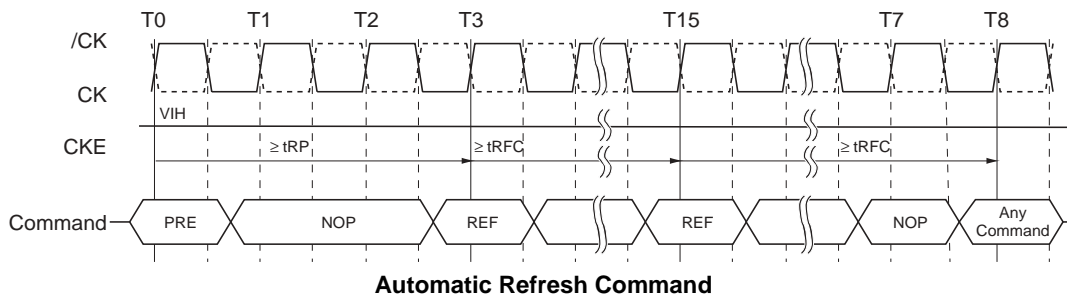 T0 T1 T2 T3 T15 T7 T8
/CK
CK
VIH
CKE
≥ tRP ≥ tRFC ≥ tRFC
Command PRE NOP REF REF NOP Any Command
Automatic Refresh Command